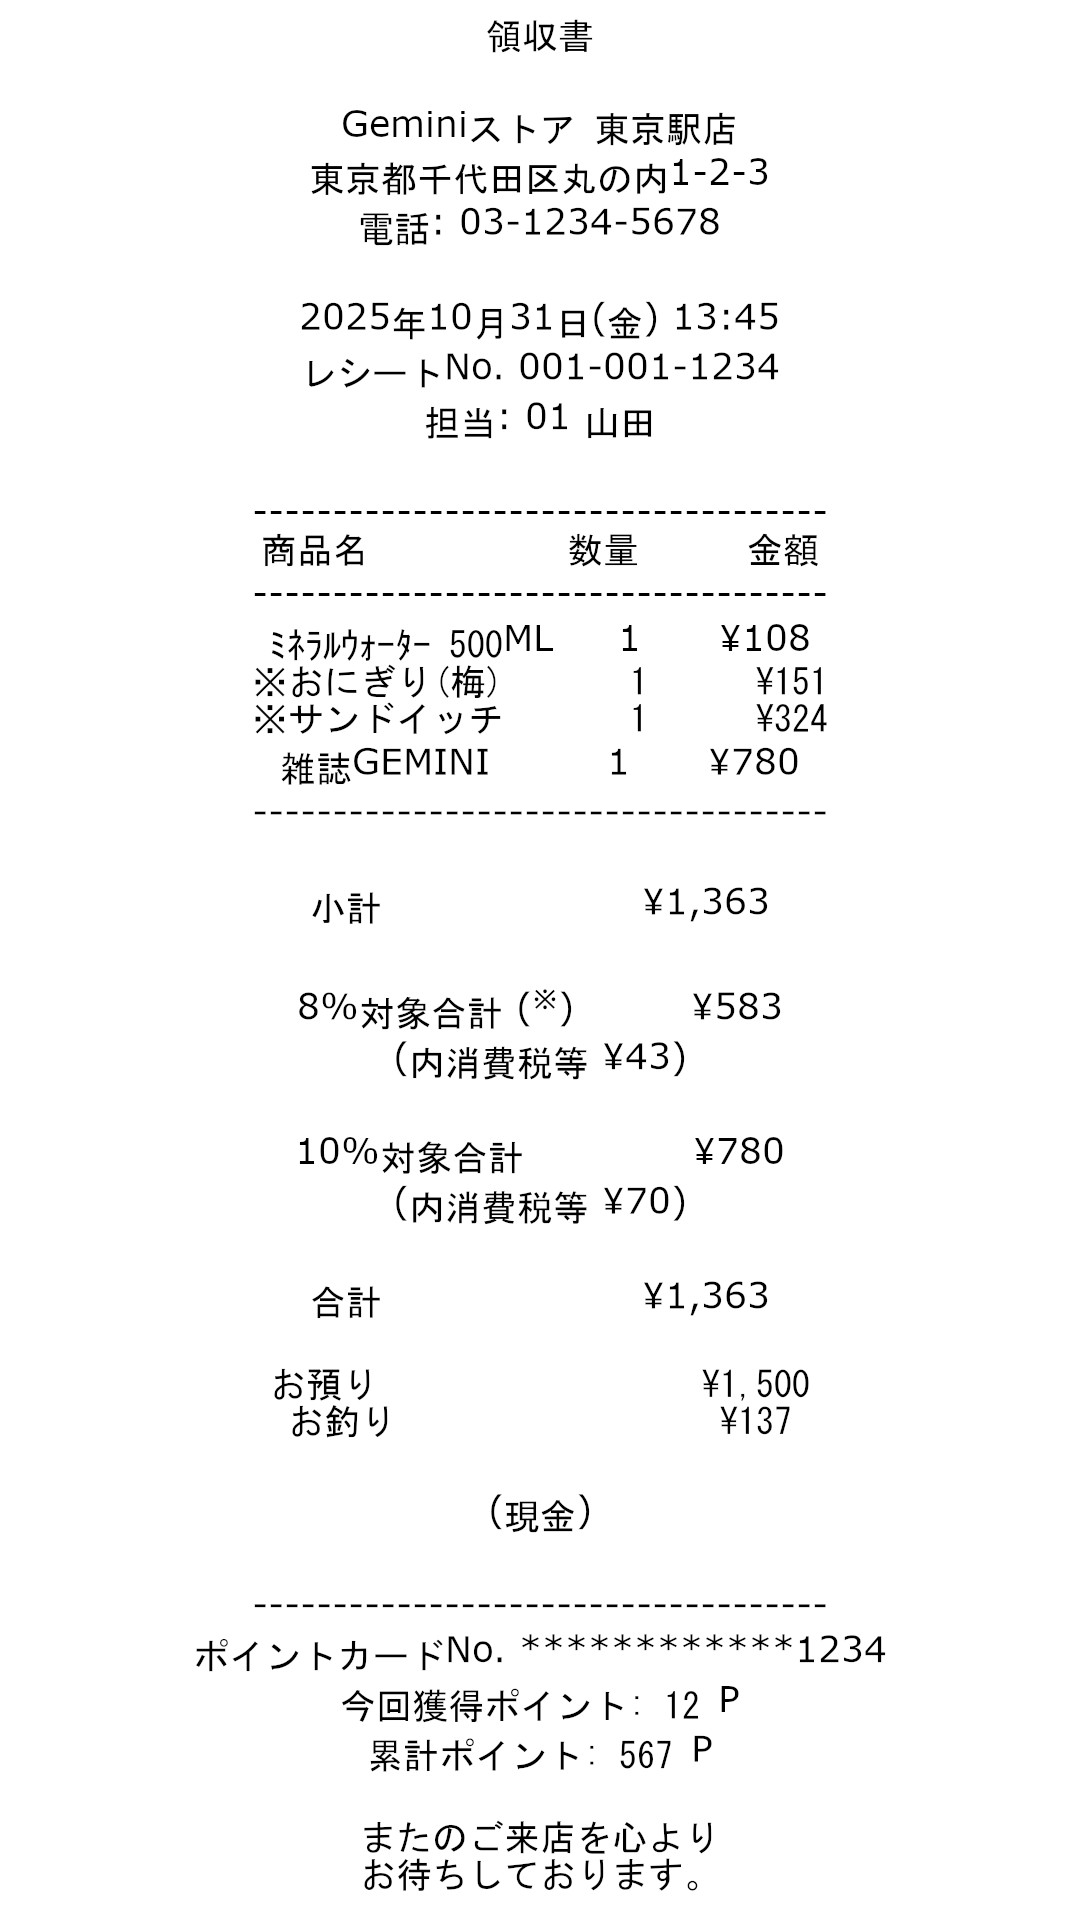 領収書
Geminiストア 東京駅店
東京都千代田区丸の内1-2-3
電話: 03-1234-5678
2025年10月31日(金) 13:45
レシートNo. 001-001-1234
担当: 01 山田
------------------------------------
商品名 数量 金額
------------------------------------
ﾐﾈﾗﾙｳｫｰﾀｰ 500ML 1 ¥108
※おにぎり(梅) 1 ¥151
※サンドイッチ 1 ¥324
雑誌GEMINI 1 ¥780
------------------------------------
小計 ¥1,363
8%対象合計 (※) ¥583
(内消費税等 ¥43)
10%対象合計 ¥780
(内消費税等 ¥70)
合計 ¥1,363
お預り ¥1,500
お釣り ¥137
(現金)
------------------------------------
ポイントカードNo. ************1234
今回獲得ポイント: 12 P
累計ポイント: 567 P
またのご来店を心より
お待ちしております。